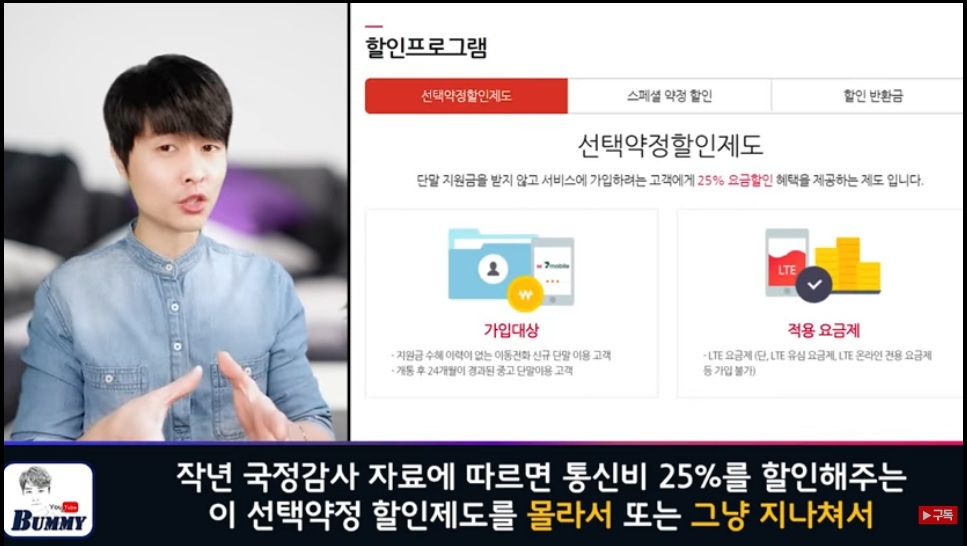 할인프로그램
선택약정할인제도
스페셜 약정 할인
할인 반환금
선택약정할인제도
단말 지원금을 받지 않고 서비스에 가입하려는 고객에게 25% 요금할인 혜택을 제공하는 제도 입니다.
7mobile
LTE
가입대상
- 지원금 수혜 이력이 없는 이동전화 신규 단말 이용 고객
- 개통 후 24개월이 경과된 중고 단말이용 고객
적용 요금제
- LTE 요금제 (단, LTE 유심 요금제, LTE 온라인 전용 요금제
등 가입 불가)
작년 국정감사 자료에 따르면 통신비 25%를 할인해주는
이 선택약정 할인제도를 몰라서 또는 그냥 지나쳐서
YouTube
BUMMY
구독